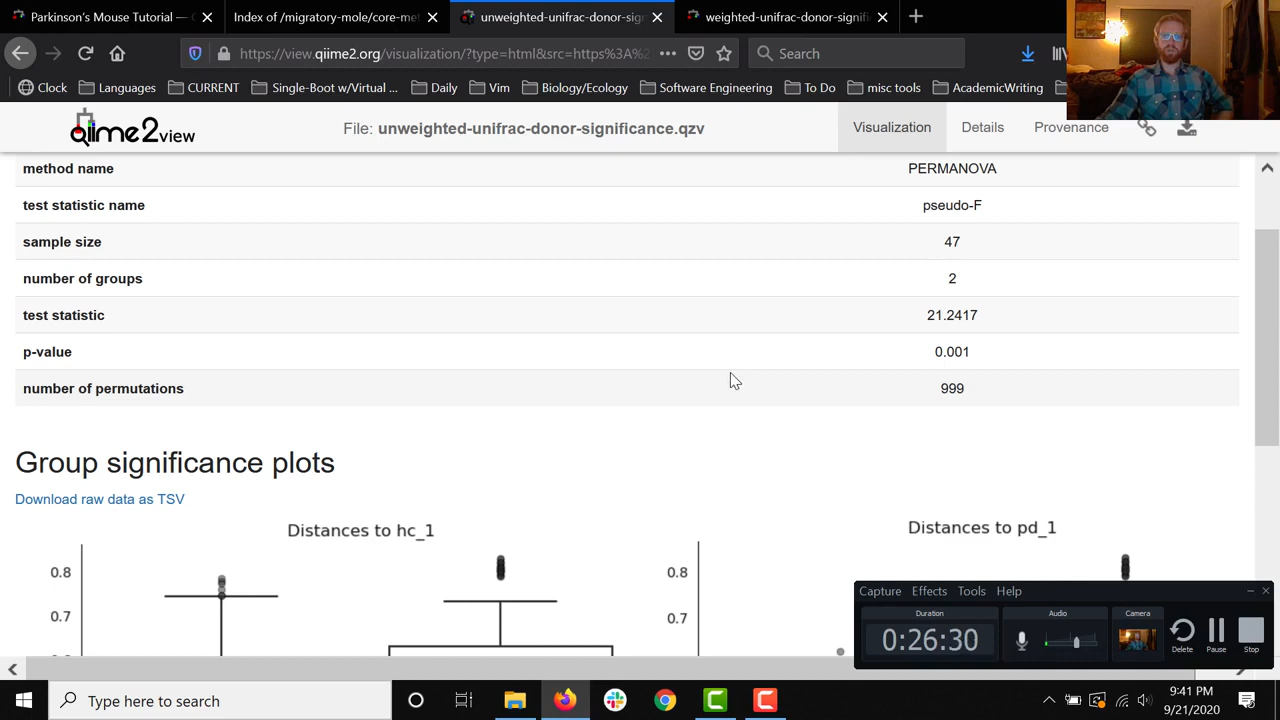 Parkinson's Mouse Tutorial — 
Index of /migratory-mole/core-met
unweighted-unifrac-donor-sign
weighted-unifrac-donor-signifi
https://view.qiime2.org/visualization/?type=html&src=https%3A%2
Search
Clock
Languages
CURRENT
Single-Boot w/Vin
Daily
Vim
Biology/Ecology
Software Engineering
To Do
misc tools
AcademicWriting
qiime2view
File: unweighted-unifrac-donor-significance.qzv
Visualization
Details
Provenance
method name PERMANOVA
test statistic name pseudo-F
sample size 47
number of groups 2
test statistic 21.2417
p-value 0.001
number of permutations 999
Group significance plots
Download raw data as TSV
Distances to hc_1
Distances to pd_1
0.8
0.7
0.8
0.7
Capture Effects Tools Help
Duration
Audio
Camera
0:26:30
Delete
Pause
Stop
Type here to search
9:41 PM
9/21/2020